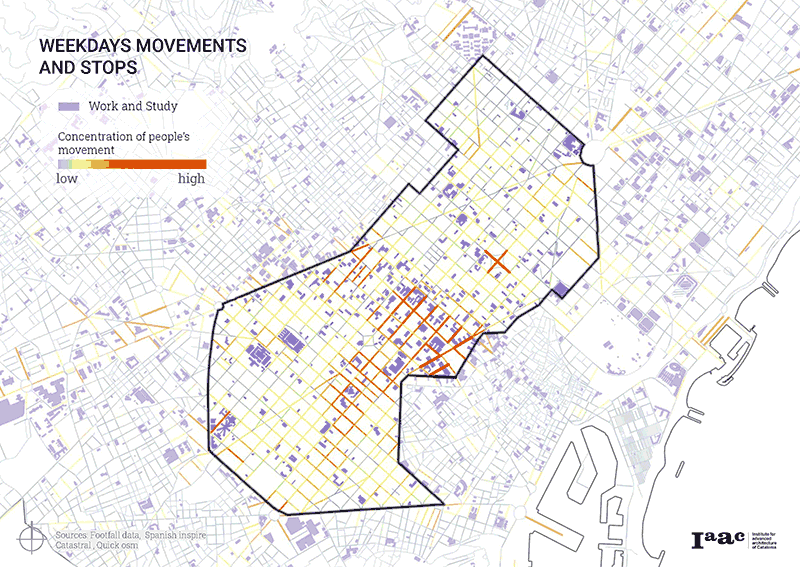 WEEKDAYS MOVEMENTS
AND STOPS
Work and Study
Concentration of people's
movement
low high
Sources: Footfall data, Spanish inspire
Catastral , Quick osm
Iaac
Institute for
advanced
architecture
of Catalonia